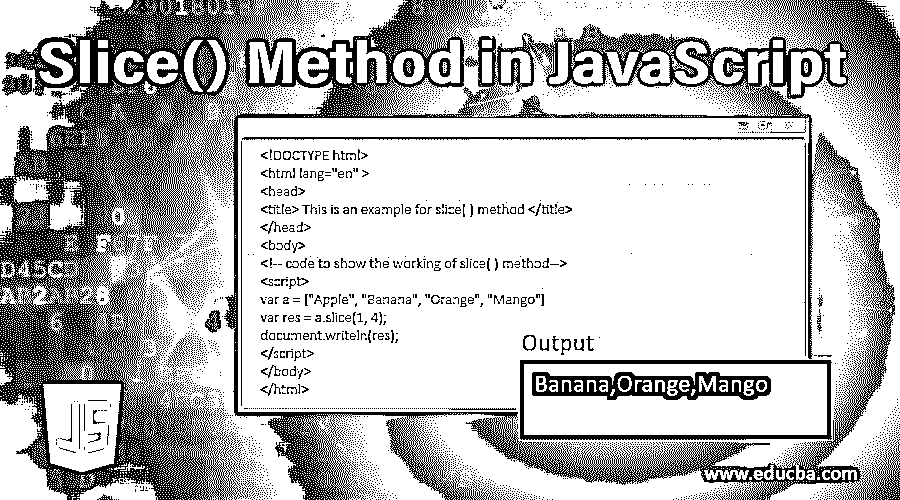 Slice() Method in JavaScript
<!DOCTYPE html>
<html lang="en" >
<head>
<title> This is an example for slice( ) method </title>
</head>
<body>
<!-- code to show the working of slice( ) method-->
<script>
var a = ["Apple", "Banana", "Orange", "Mango"]
var res = a.slice(1, 4);
document.writeln(res);
</script>
</body>
</html>
Output
Banana,Orange,Mango
JS
www.educba.com